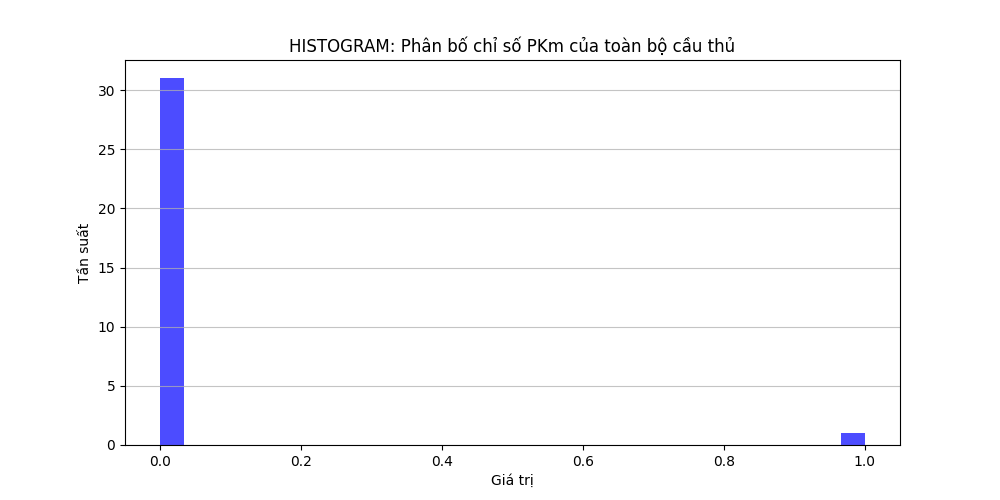 HISTOGRAM: Phân bố chỉ số PKm của toàn bộ cầu thủ
30
25
20
15
10
5
0
Tần suất
0.0 0.2 0.4 0.6 0.8 1.0
Giá trị